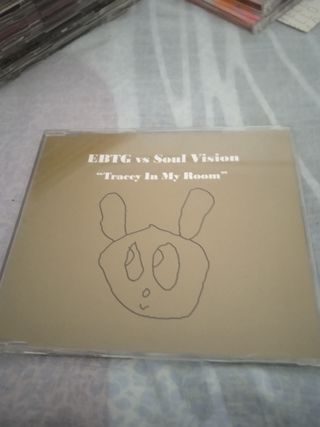 EBTG vs Soul Vision
“Tracey In My Room”